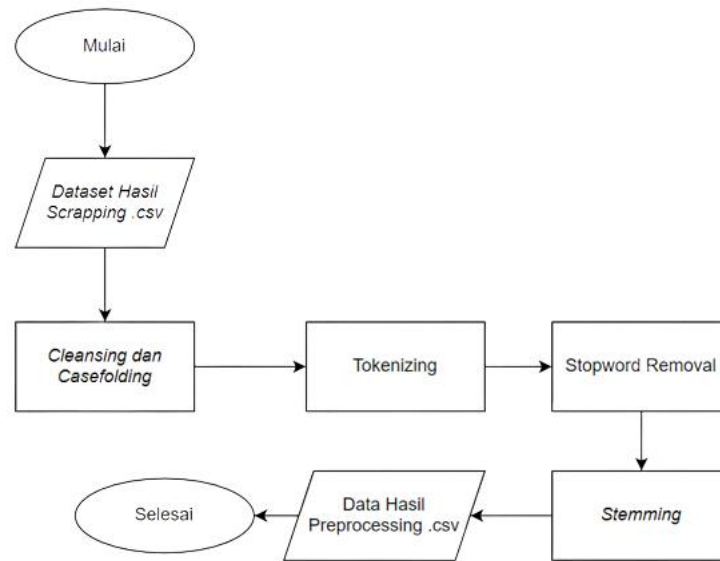 Mulai
Dataset Hasil
Scrapping .csv
Cleansing dan
Casefolding
Tokenizing
Stopword Removal
Stemming
Data Hasil
Preprocessing .csv
Selesai